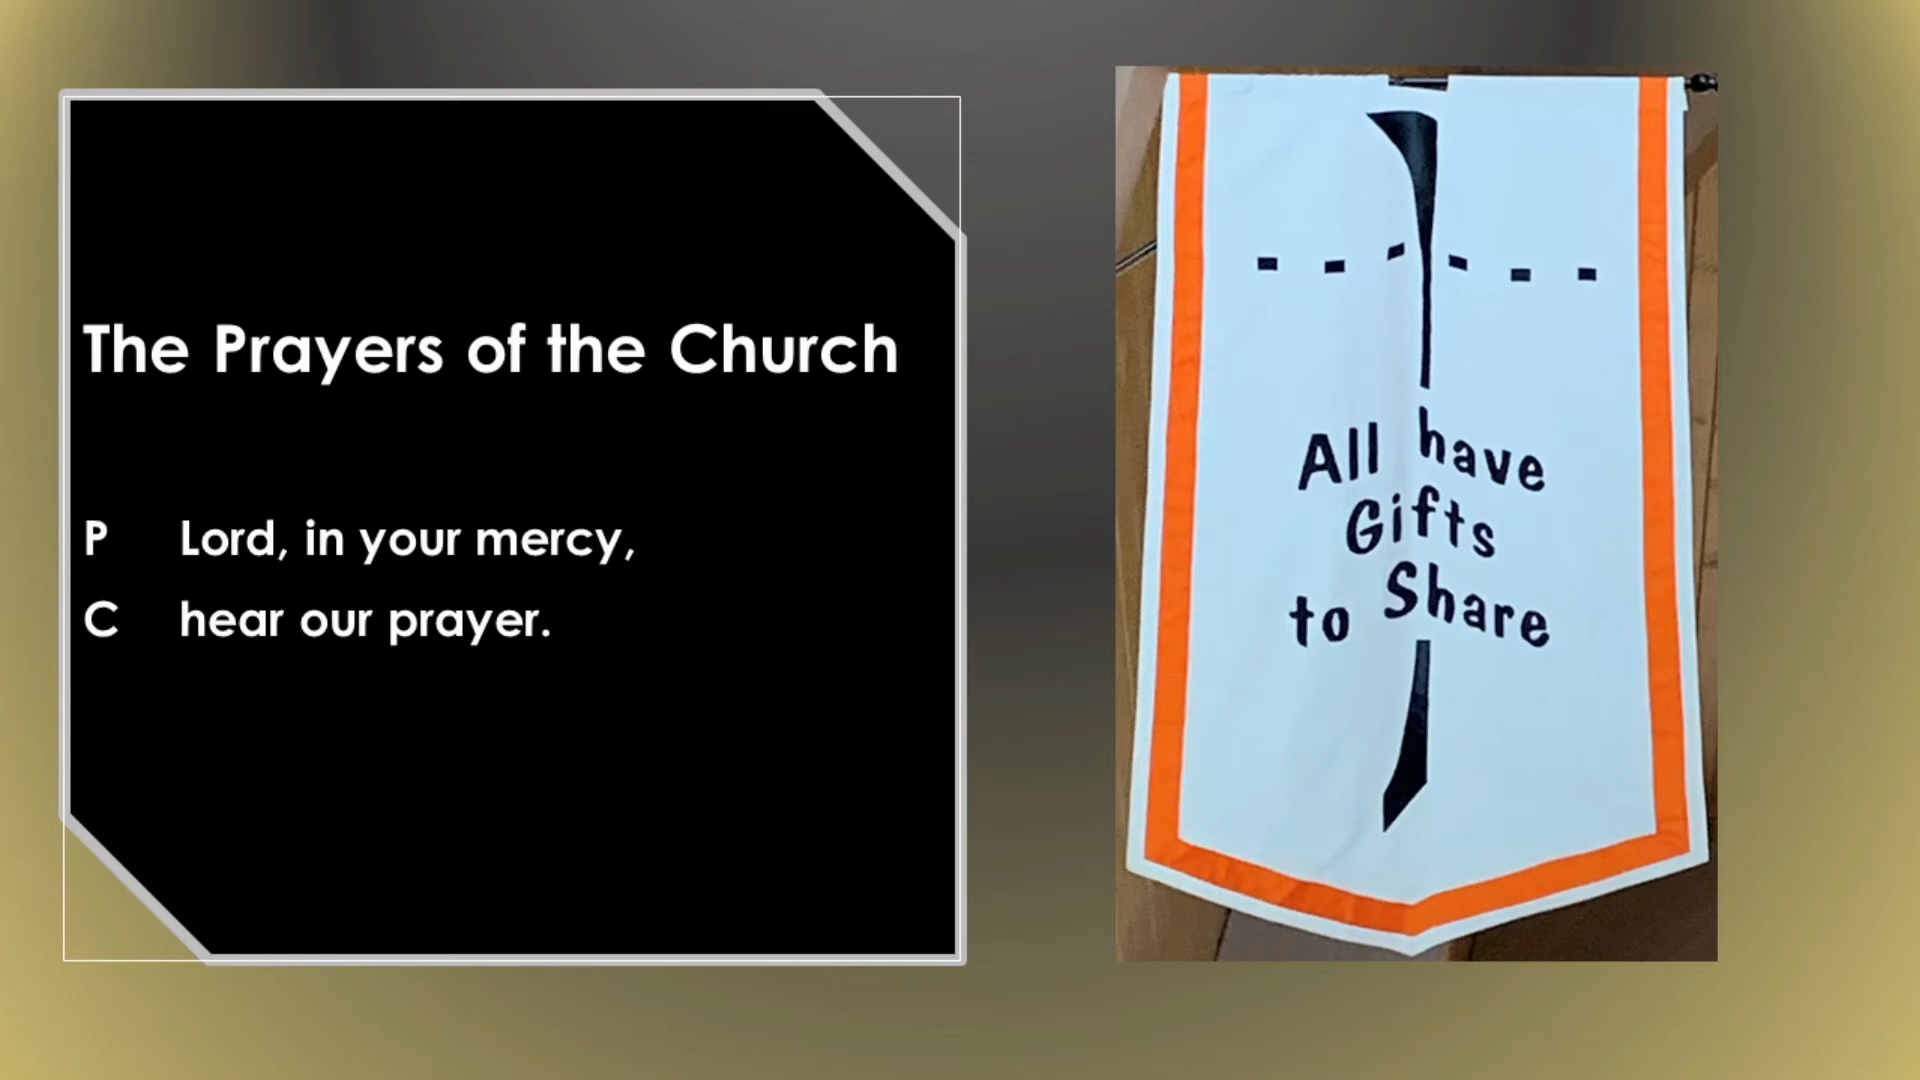 The Prayers of the Church
P Lord, in your mercy,
C hear our prayer.
All have
Gifts
to Share